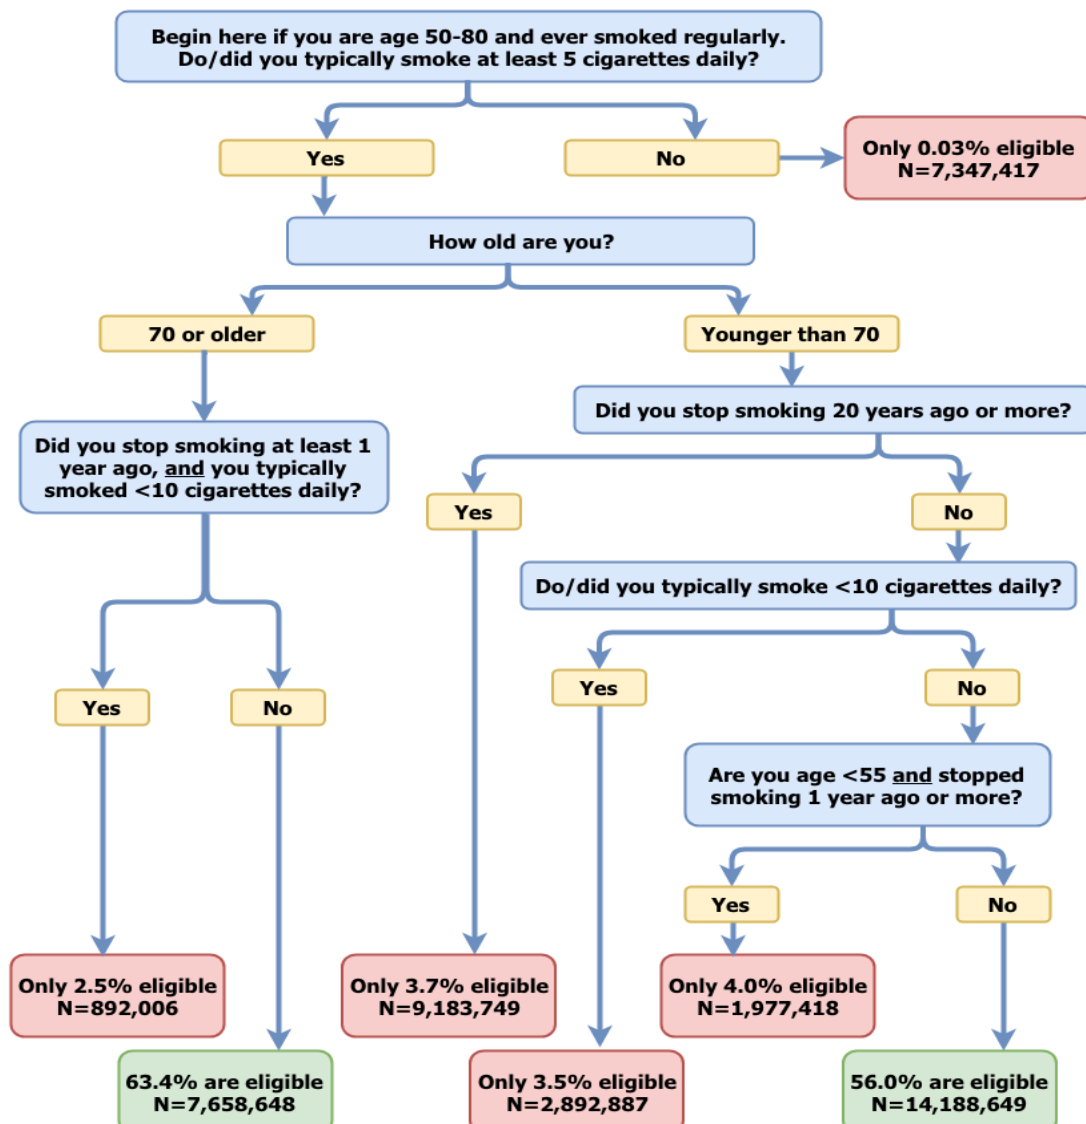 Begin here if you are age 50-80 and ever smoked regularly.
Do/did you typically smoke at least 5 cigarettes daily?
Yes
No
Only 0.03% eligible
N=7,347,417
How old are you?
70 or older
Younger than 70
Did you stop smoking 20 years ago or more?
Did you stop smoking at least 1
year ago, and you typically
smoked <10 cigarettes daily?
Yes
No
Do/did you typically smoke <10 cigarettes daily?
Yes
No
Yes
No
Are you age <55 and stopped
smoking 1 year ago or more?
Yes
No
Only 2.5% eligible
N=892,006
Only 3.7% eligible
N=9,183,749
Only 4.0% eligible
N=1,977,418
63.4% are eligible
N=7,658,648
Only 3.5% eligible
N=2,892,887
56.0% are eligible
N=14,188,649